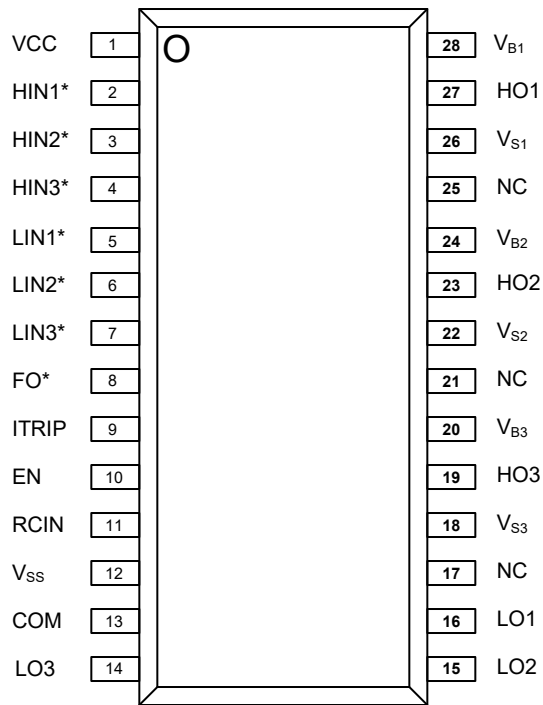 VCC 1 28 VB1
HIN1* 2 27 HO1
HIN2* 3 26 VS1
HIN3* 4 25 NC
LIN1* 5 24 VB2
LIN2* 6 23 HO2
LIN3* 7 22 VS2
FO* 8 21 NC
ITRIP 9 20 VB3
EN 10 19 HO3
RCIN 11 18 VS3
VSS 12 17 NC
COM 13 16 LO1
LO3 14 15 LO2